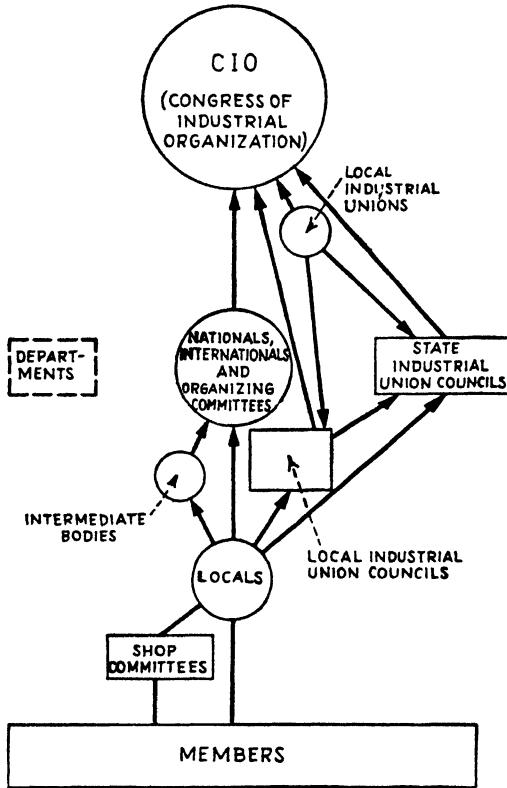 CIO
(CONGRESS OF
INDUSTRIAL
ORGANIZATION)
LOCAL
INDUSTRIAL
UNIONS
NATIONALS,
INTERNATIONALS
AND
ORGANIZING
COMMITTEES
DEPART-
MENTS
STATE
INDUSTRIAL
UNION COUNCILS
INTERMEDIATE
BODIES
LOCAL INDUSTRIAL
UNION COUNCILS
LOCALS
SHOP
COMMITTEES
MEMBERS